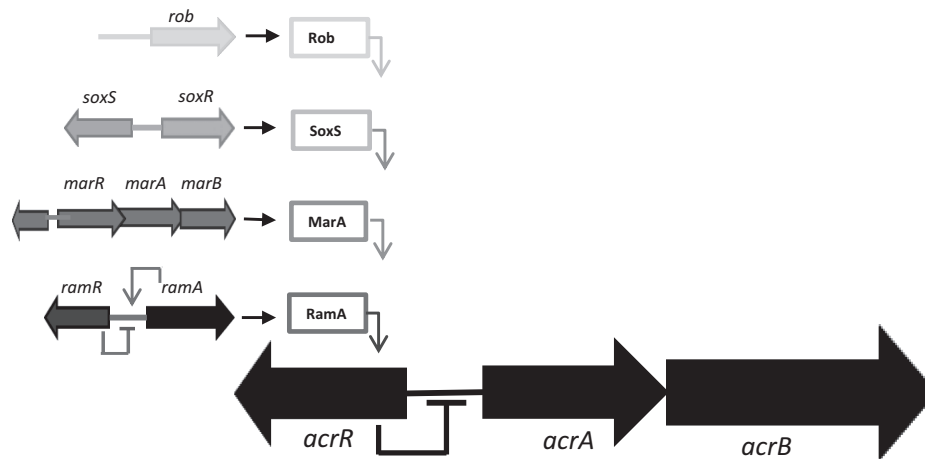 rob
Rob
soxS soxR
SoxS
marR marA marB
MarA
ramR ramA
RamA
acrR acrA acrB